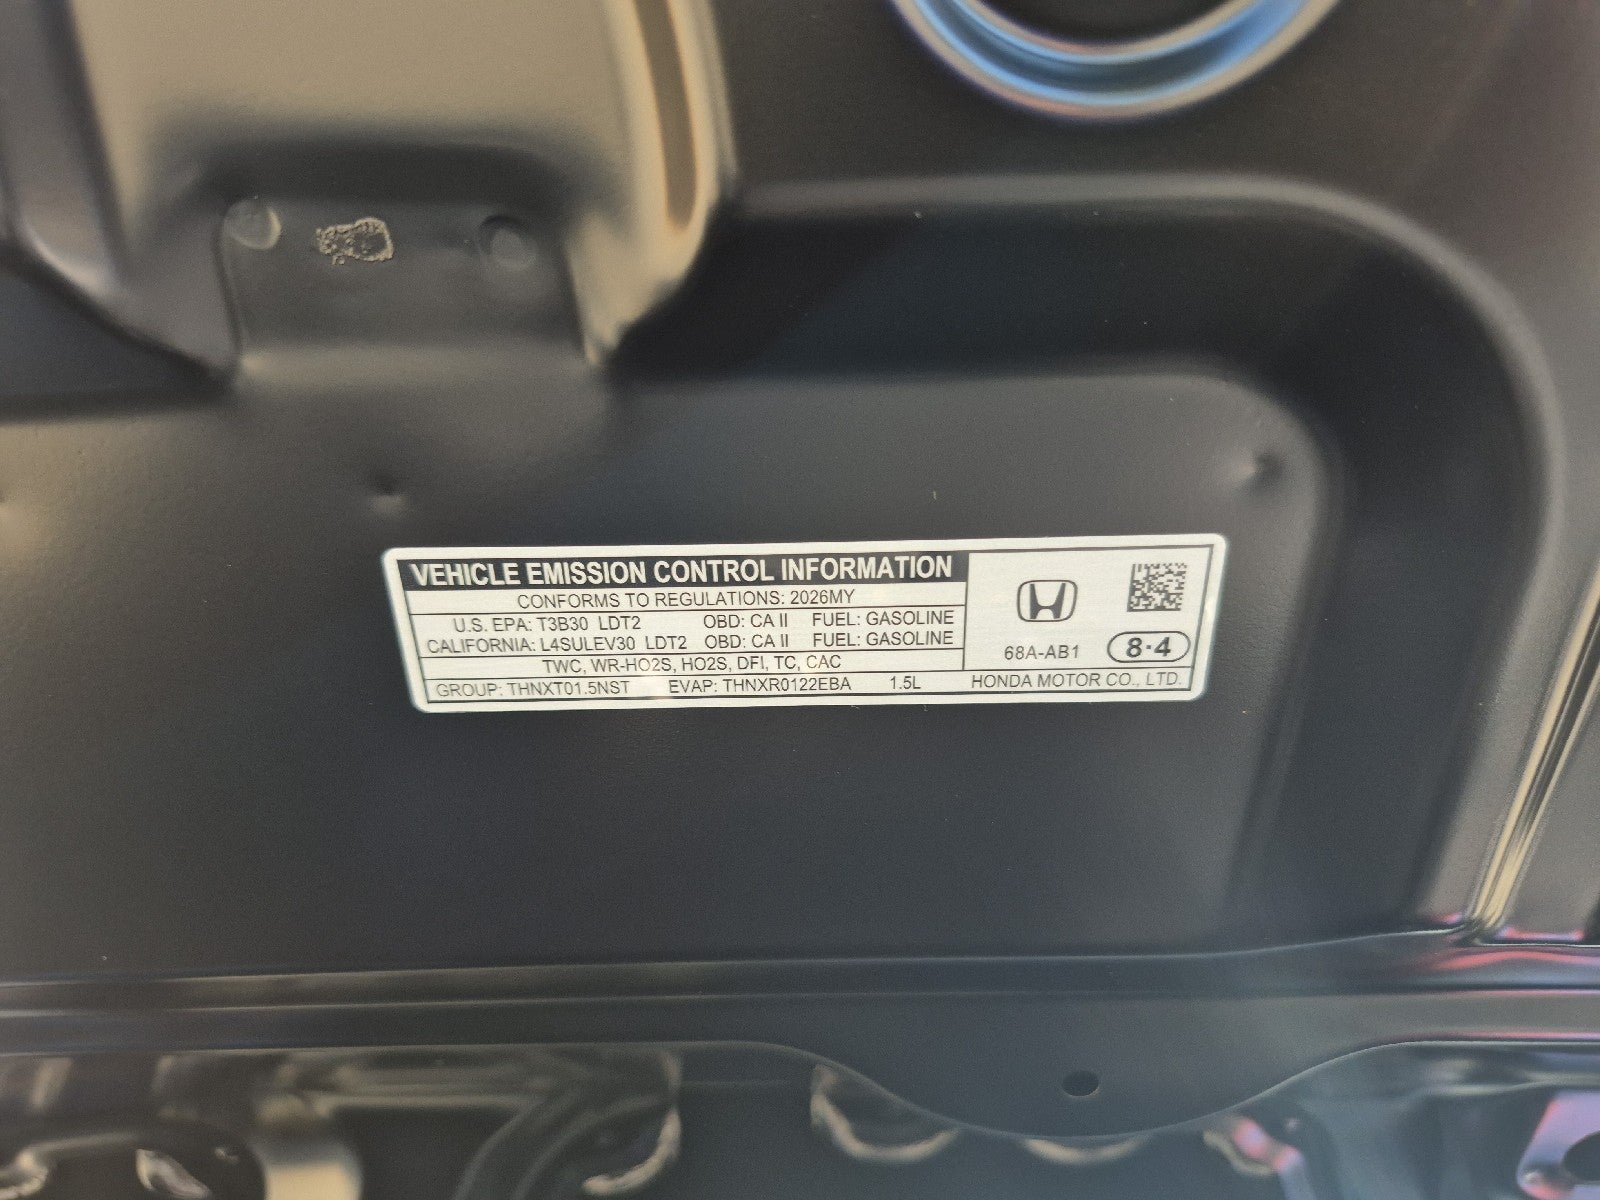 VEHICLE EMISSION CONTROL INFORMATION
CONFORMS TO REGULATIONS: 2026MY
U.S. EPA: T3B30 LDT2 OBD: CA II FUEL: GASOLINE
CALIFORNIA: L4SULEV30 LDT2 OBD: CA II FUEL: GASOLINE
TWC, WR-HO2S, HO2S, DFI, TC, CAC
GROUP: THNXT01.5NST EVAP: THNXR0122EBA 1.5L
68A-AB1 8·4
HONDA MOTOR CO., LTD.